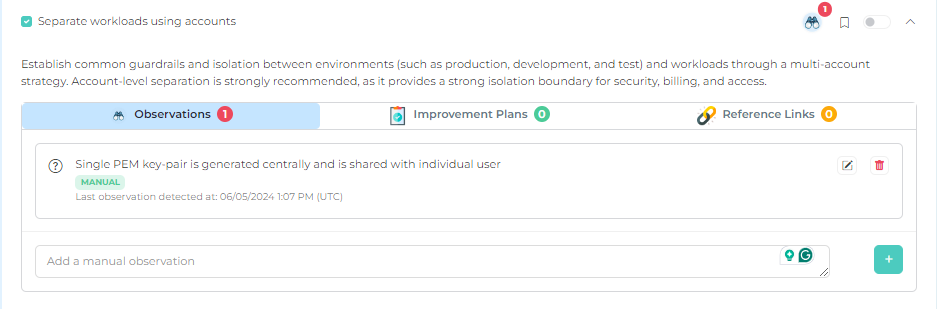 Separate workloads using accounts
1
Establish common guardrails and isolation between environments (such as production, development, and test) and workloads through a multi-account
strategy. Account-level separation is strongly recommended, as it provides a strong isolation boundary for security, billing, and access.
Observations 1
Improvement Plans 0
Reference Links 0
Single PEM key-pair is generated centrally and is shared with individual user
MANUAL
Last observation detected at: 06/05/2024 1:07 PM (UTC)
Add a manual observation
+